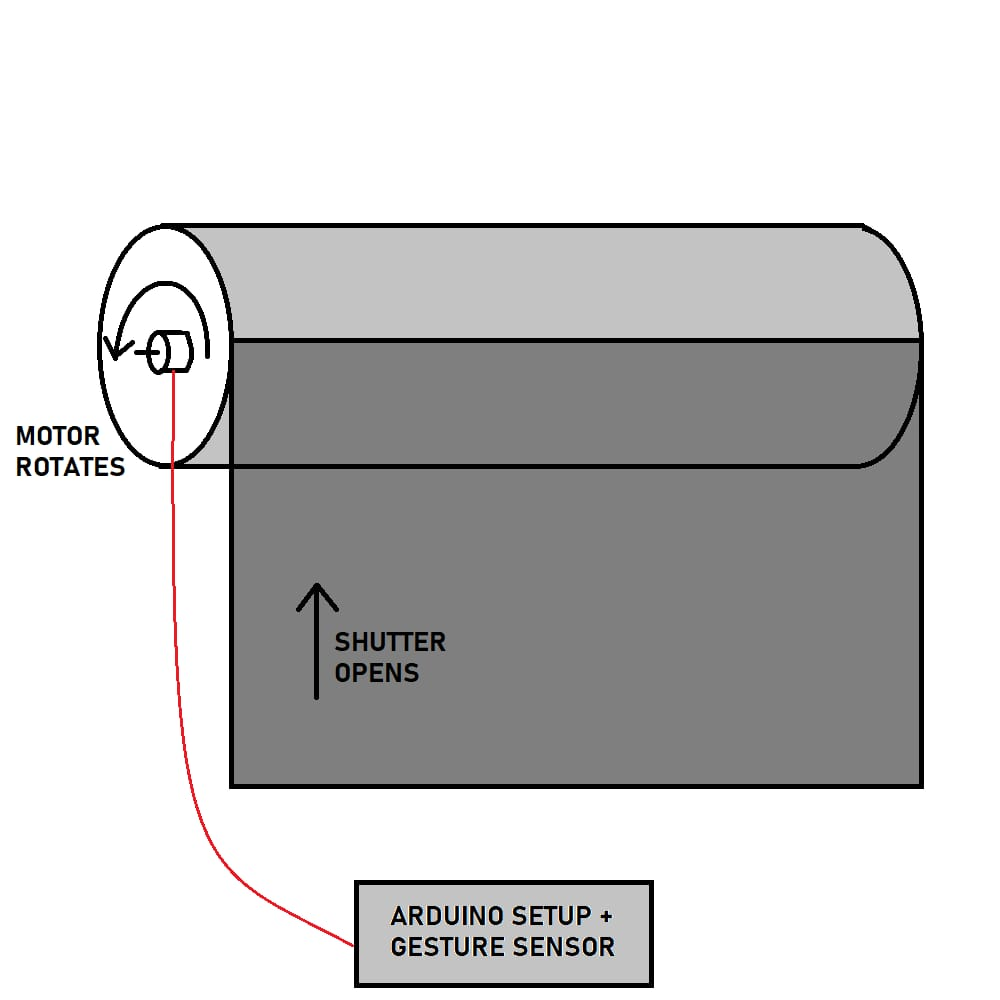 MOTOR
ROTATES
SHUTTER
OPENS
ARDUINO SETUP +
GESTURE SENSOR